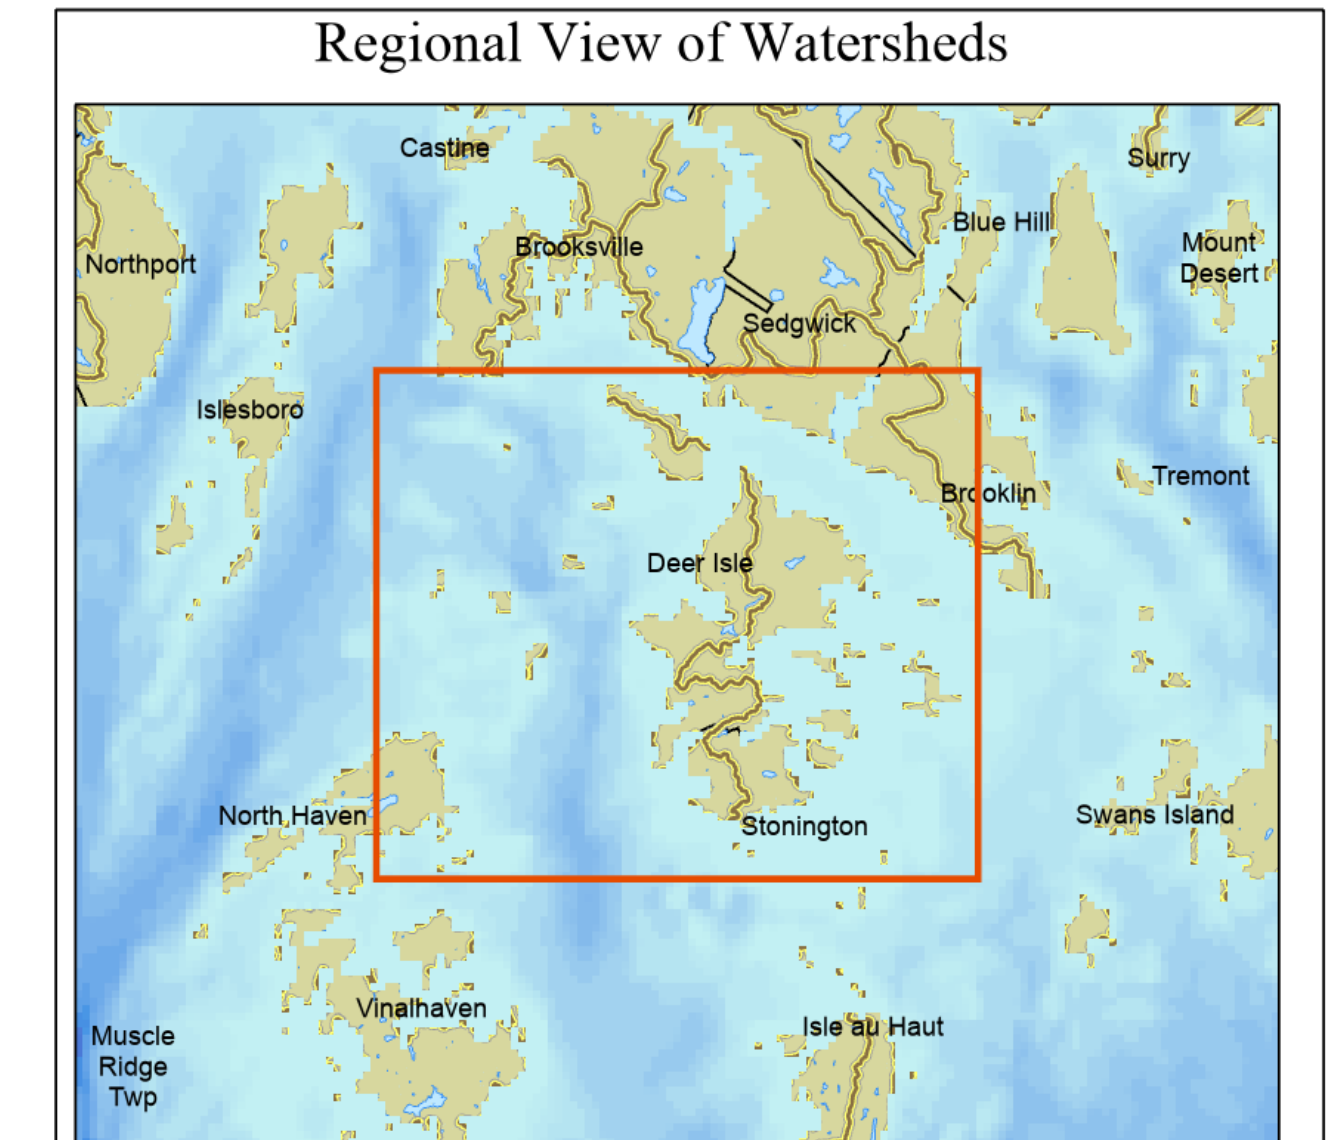 Regional View of Watersheds
Castine
Surry
Blue Hill
Brooksville
Mount
Desert
Northport
Sedgwick
Islesboro
Tremont
Brooklin
Deer Isle
North Haven
Swans Island
Stonington
Vinalhaven
Isle au Haut
Muscle
Ridge
Twp